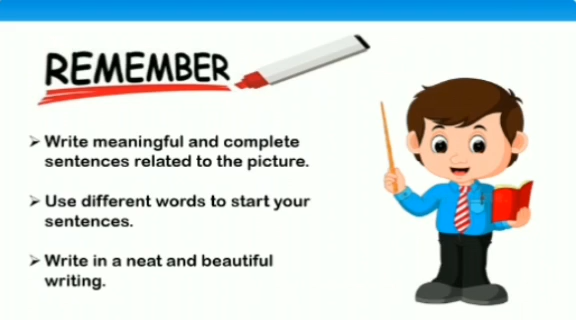 REMEMBER
➢ Write meaningful and complete
sentences related to the picture.
➢ Use different words to start your
sentences.
➢ Write in a neat and beautiful
writing.